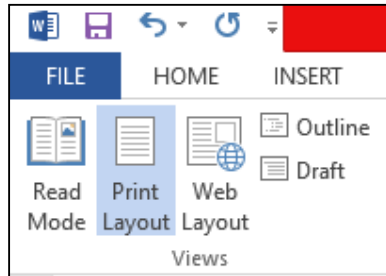 FILE HOME INSERT
Outline
Draft
Read Print Web
Mode Layout Layout
Views